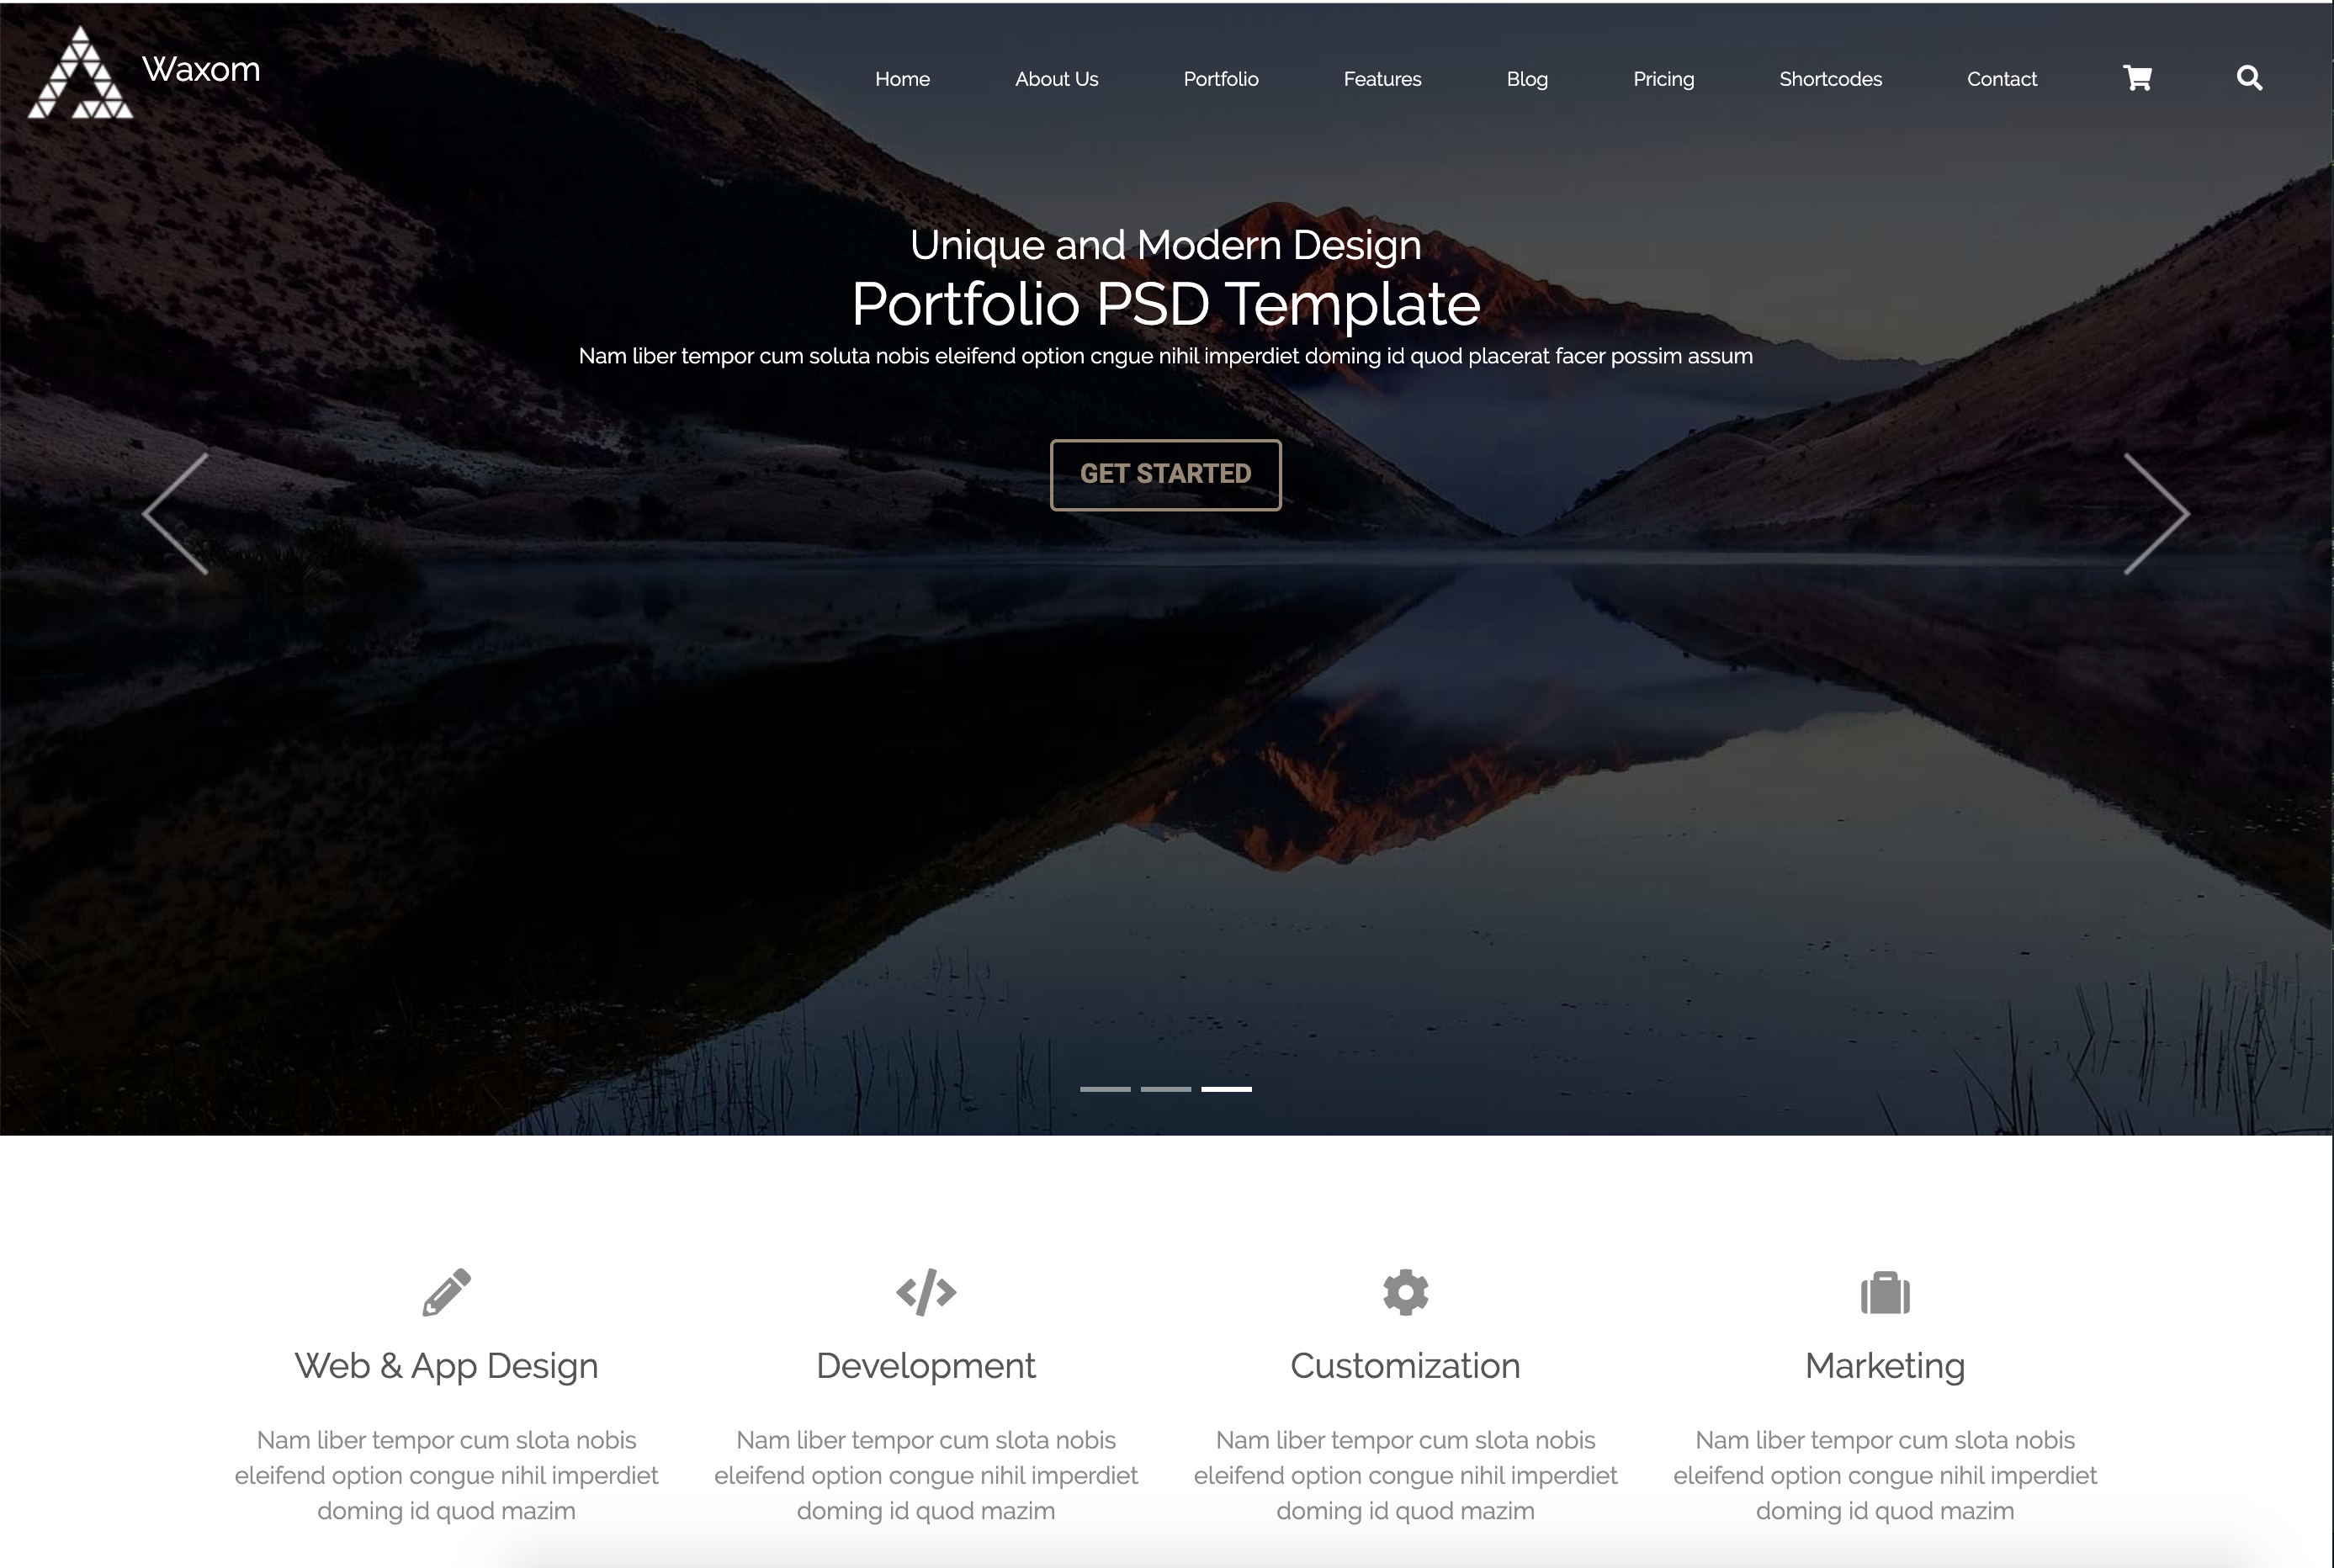 Waxom
Home About Us Portfolio Features Blog Pricing Shortcodes Contact
Unique and Modern Design
Portfolio PSD Template
Nam liber tempor cum soluta nobis eleifend option cngue nihil imperdiet doming id quod placerat facer possim assum
GET STARTED
Web & App Design
Nam liber tempor cum slota nobis
eleifend option congue nihil imperdiet
doming id quod mazim
Development
Nam liber tempor cum slota nobis
eleifend option congue nihil imperdiet
doming id quod mazim
Customization
Nam liber tempor cum slota nobis
eleifend option congue nihil imperdiet
doming id quod mazim
Marketing
Nam liber tempor cum slota nobis
eleifend option congue nihil imperdiet
doming id quod mazim